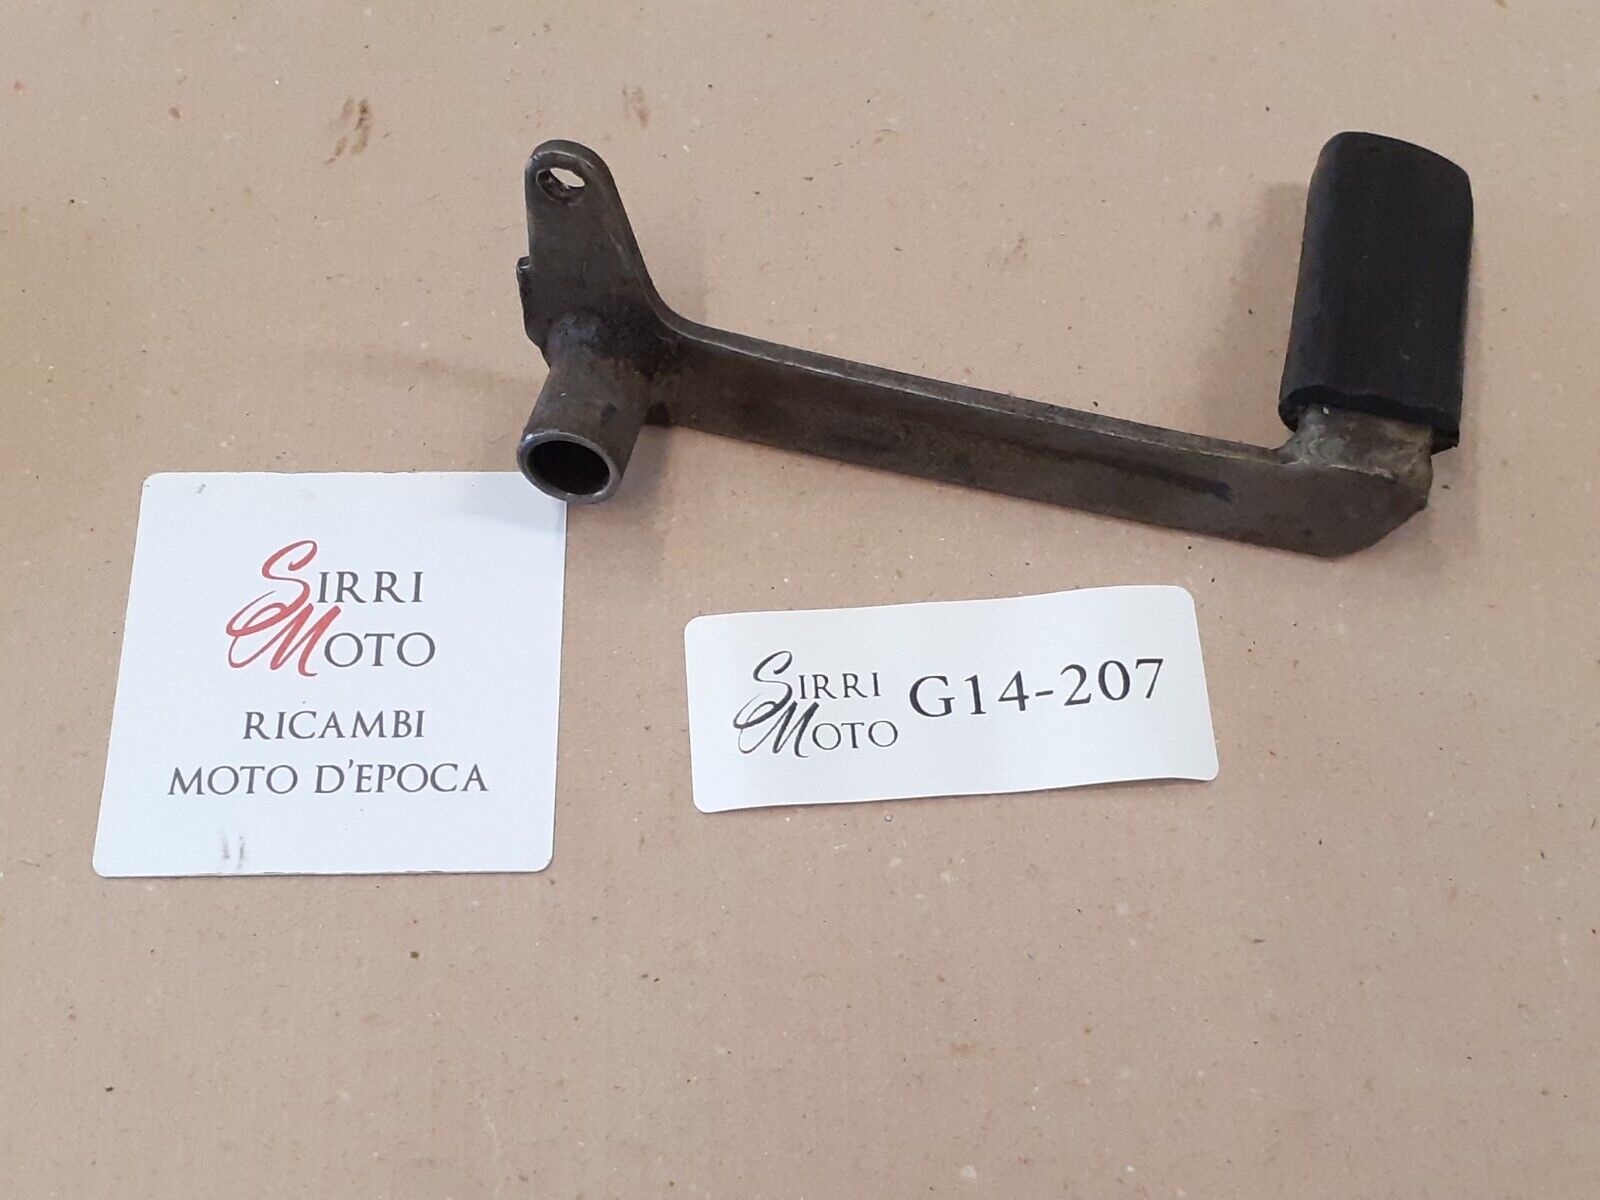 SIRRI
MOTO
RICAMBI
MOTO D'EPOCA
SIRRI
MOTO
G14-207